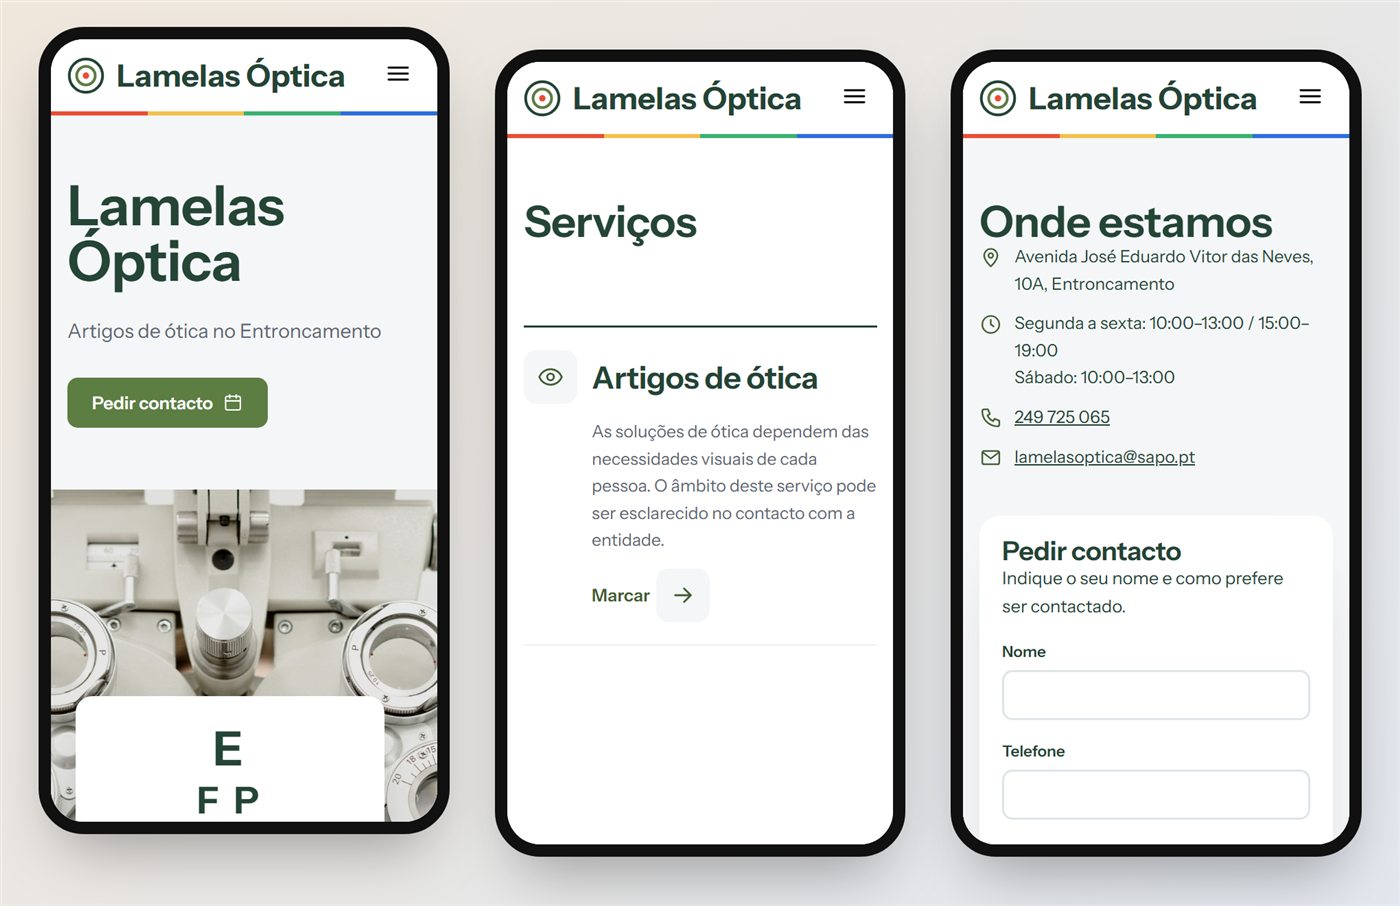 Lamelas Óptica
Lamelas
Óptica
Artigos de ótica no Entroncamento
Pedir contacto
E
F P
Lamelas Óptica
Serviços
Artigos de ótica
As soluções de ótica dependem das
necessidades visuais de cada
pessoa. O âmbito deste serviço pode
ser esclarecido no contacto com a
entidade.
Marcar
Lamelas Óptica
Onde estamos
Avenida José Eduardo Vitor das Neves,
10A, Entroncamento
Segunda a sexta: 10:00–13:00 / 15:00–
19:00
Sábado: 10:00–13:00
249 725 065
lamelasoptica@sapo.pt
Pedir contacto
Indique o seu nome e como prefere
ser contactado.
Nome
Telefone